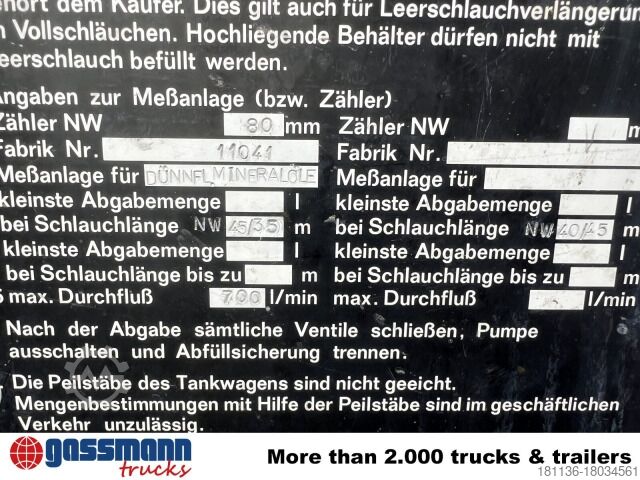 gehört dem Käufer. Dies gilt auch für Leerschlauchverlängerun
Vollschläuchen. Hochliegende Behälter dürfen nicht mit
eerschlauch befüllt werden.
Angaben zur Meßanlage (bzw. Zähler)
Zähler NW 80 mm Zähler NW m
Fabrik Nr. 11041 Fabrik Nr.
Meßanlage für DÜNNFLMINERALÖLE Meßanlage für
kleinste Abgabemenge l kleinste Abgabemenge l
bei Schlauchlänge NW 45/35 m bei Schlauchlänge NW 40/45 m
kleinste Abgabemenge l kleinste Abgabemenge l
bei Schlauchlänge bis zu m bei Schlauchlänge bis zu m
max. Durchfluß 700 l/min max. Durchfluß l/min
Nach der Abgabe sämtliche Ventile schließen, Pumpe
ausschalten und Abfüllsicherung trennen.
Die Peilstäbe des Tankwagens sind nicht geeicht.
Mengenbestimmungen mit Hilfe der Peilstäbe sind im geschäftlichen
Verkehr unzulässig.
gassmann
trucks
More than 2.000 trucks & trailers
181136-18034561